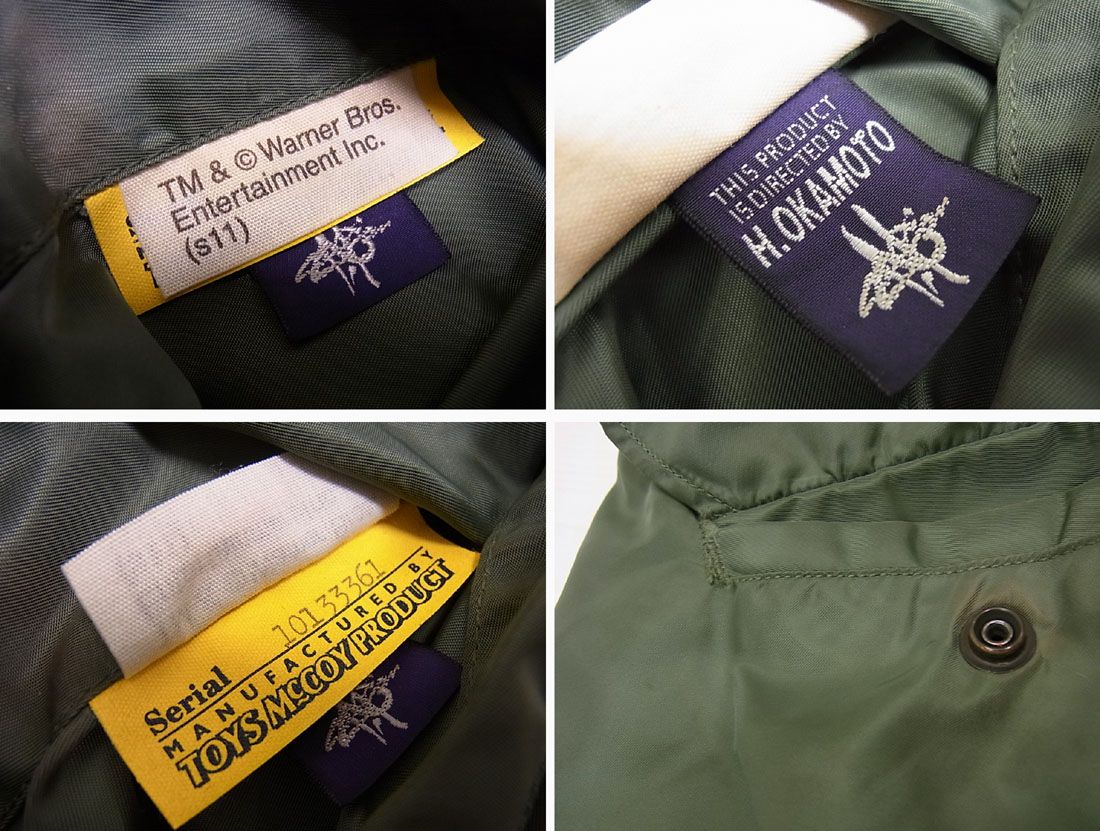 TM & © Warner Bros.
Entertainment Inc.
(s11)
THIS PRODUCT
IS DIRECTED BY
H.OKAMOTO
Serial 10133361
MANUFACTURED BY
TOYS McCOY PRODUCT